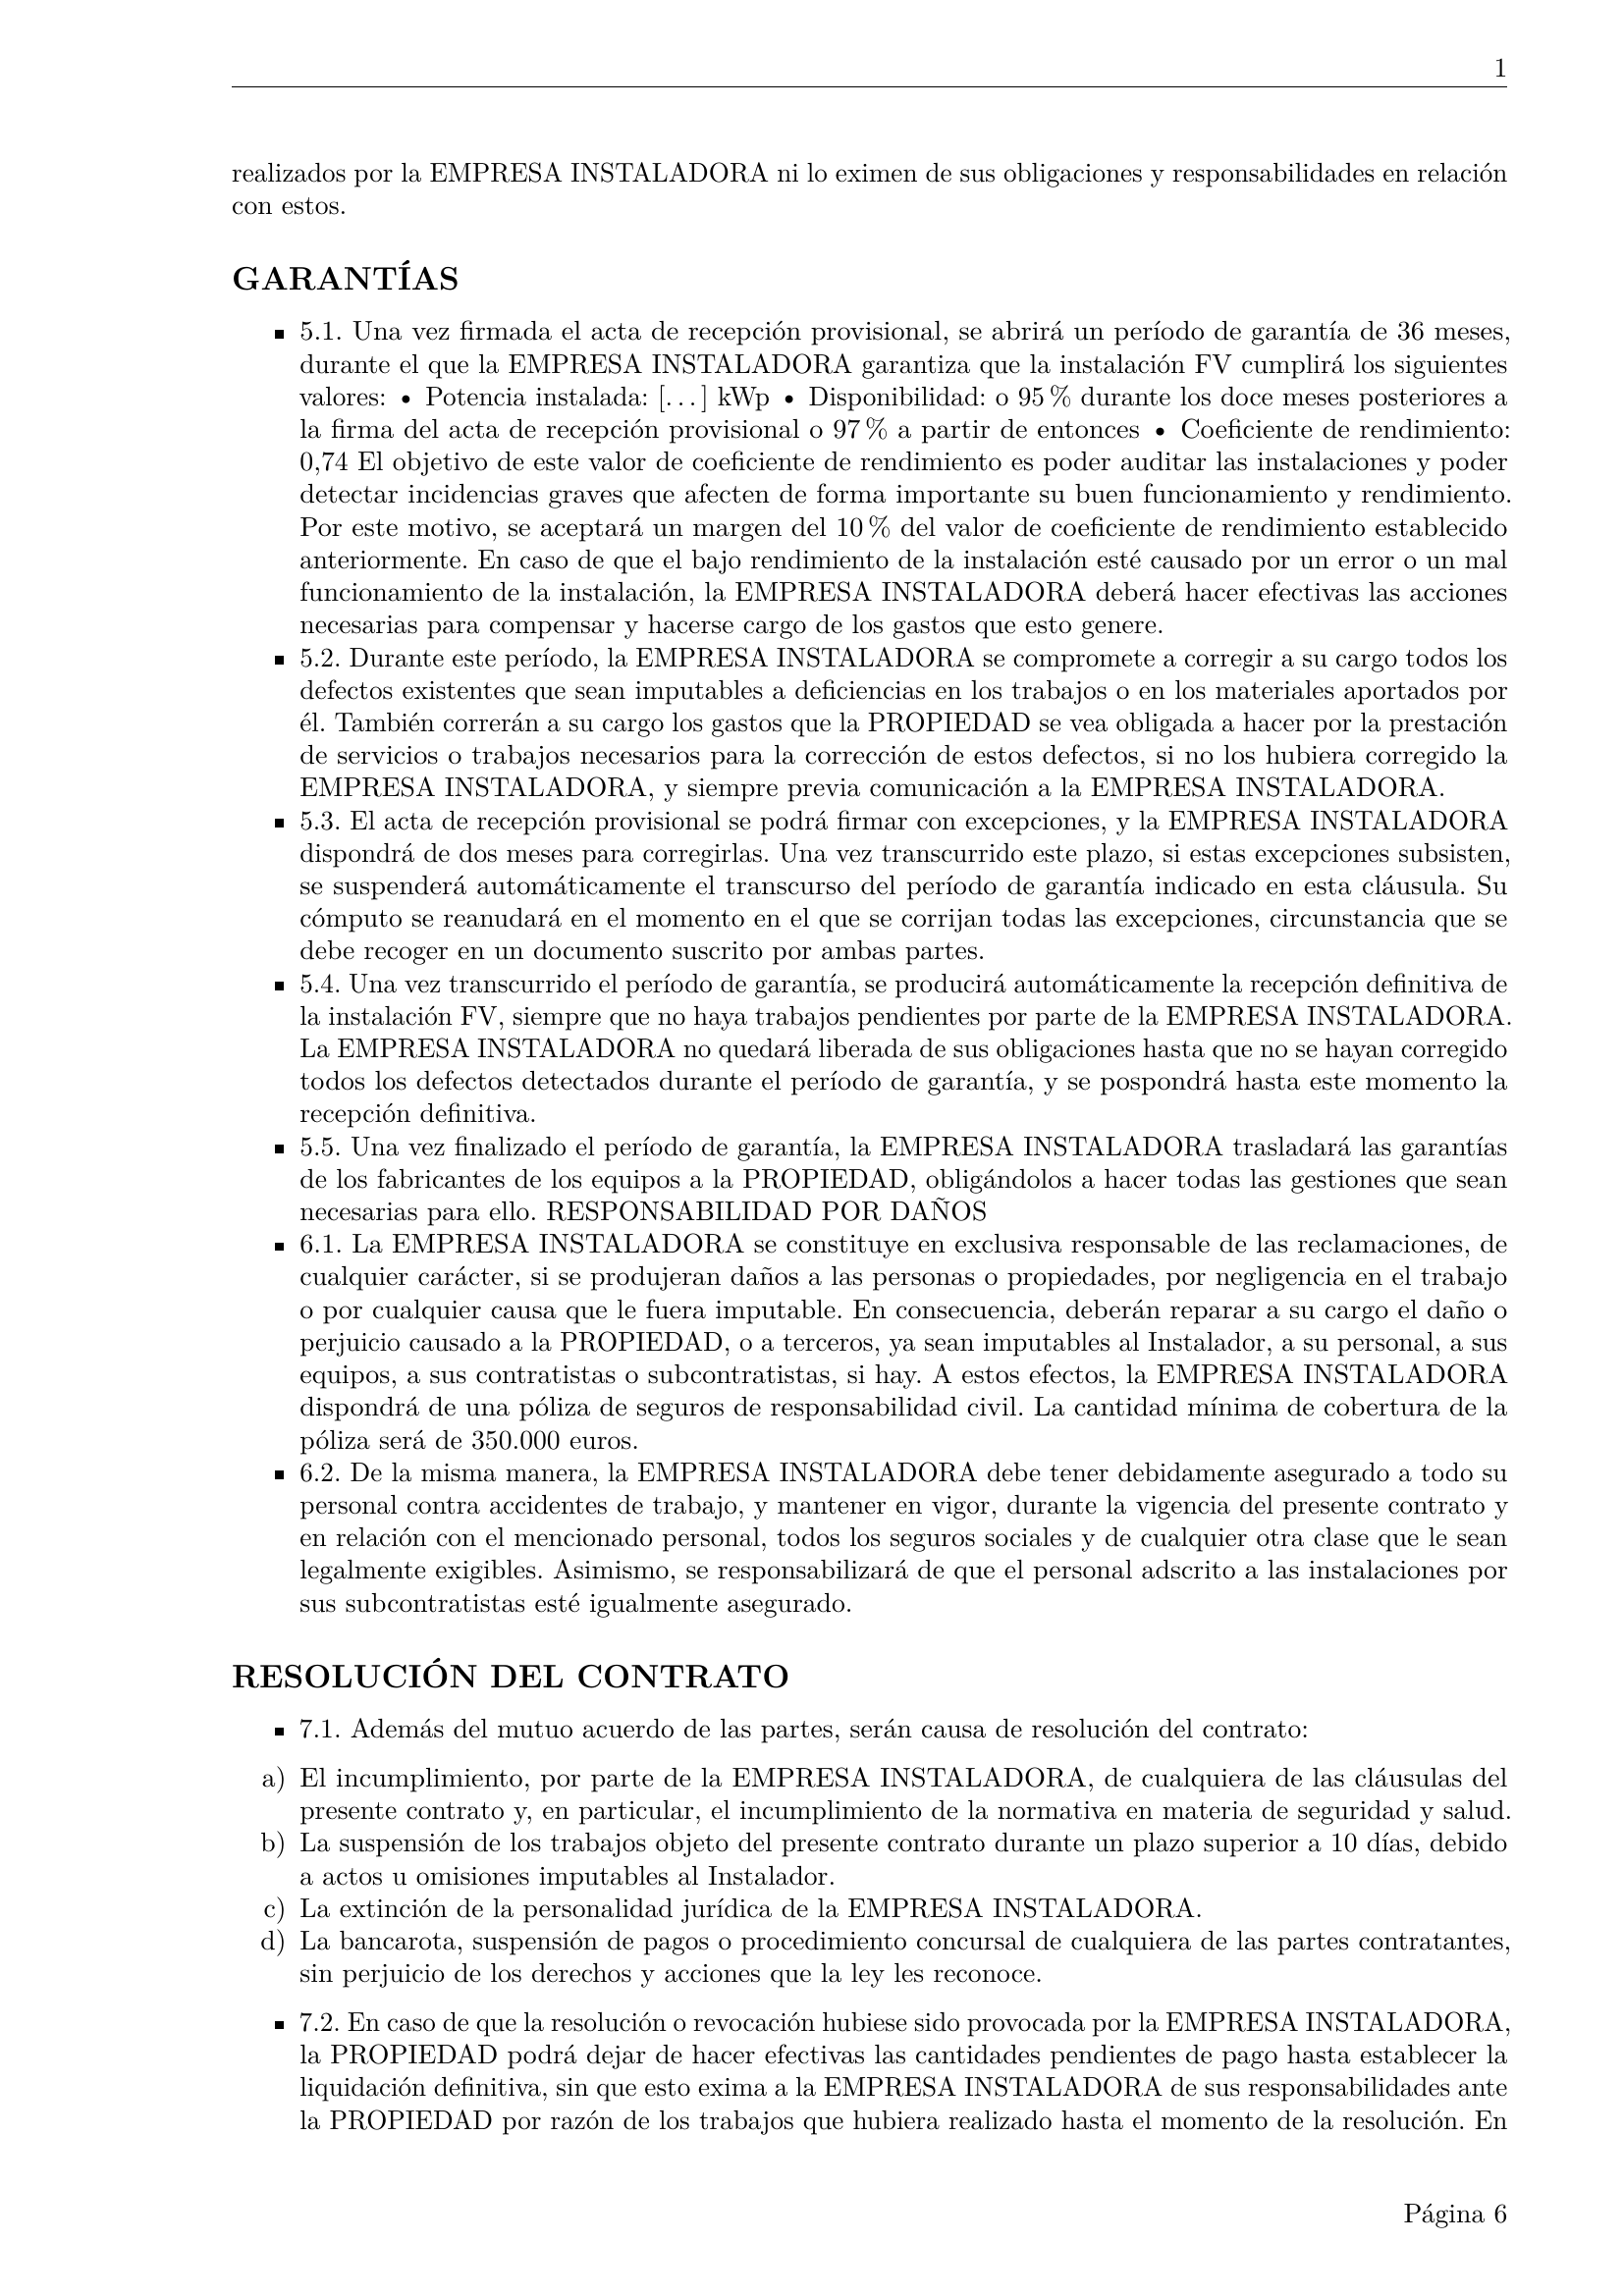 1
realizados por la EMPRESA INSTALADORA ni lo eximen de sus obligaciones y responsabilidades en relación
con estos.
GARANTÍAS
▪ 5.1. Una vez firmada el acta de recepción provisional, se abrirá un período de garantía de 36 meses,
durante el que la EMPRESA INSTALADORA garantiza que la instalación FV cumplirá los siguientes
valores: • Potencia instalada: [...] kWp • Disponibilidad: o 95 % durante los doce meses posteriores a
la firma del acta de recepción provisional o 97 % a partir de entonces • Coeficiente de rendimiento:
0,74 El objetivo de este valor de coeficiente de rendimiento es poder auditar las instalaciones y poder
detectar incidencias graves que afecten de forma importante su buen funcionamiento y rendimiento.
Por este motivo, se aceptará un margen del 10 % del valor de coeficiente de rendimiento establecido
anteriormente. En caso de que el bajo rendimiento de la instalación esté causado por un error o un mal
funcionamiento de la instalación, la EMPRESA INSTALADORA deberá hacer efectivas las acciones
necesarias para compensar y hacerse cargo de los gastos que esto genere.
▪ 5.2. Durante este período, la EMPRESA INSTALADORA se compromete a corregir a su cargo todos los
defectos existentes que sean imputables a deficiencias en los trabajos o en los materiales aportados por
él. También correrán a su cargo los gastos que la PROPIEDAD se vea obligada a hacer por la prestación
de servicios o trabajos necesarios para la corrección de estos defectos, si no los hubiera corregido la
EMPRESA INSTALADORA, y siempre previa comunicación a la EMPRESA INSTALADORA.
▪ 5.3. El acta de recepción provisional se podrá firmar con excepciones, y la EMPRESA INSTALADORA
dispondrá de dos meses para corregirlas. Una vez transcurrido este plazo, si estas excepciones subsisten,
se suspenderá automáticamente el transcurso del período de garantía indicado en esta cláusula. Su
cómputo se reanudará en el momento en el que se corrijan todas las excepciones, circunstancia que se
debe recoger en un documento suscrito por ambas partes.
▪ 5.4. Una vez transcurrido el período de garantía, se producirá automáticamente la recepción definitiva de
la instalación FV, siempre que no haya trabajos pendientes por parte de la EMPRESA INSTALADORA.
La EMPRESA INSTALADORA no quedará liberada de sus obligaciones hasta que no se hayan corregido
todos los defectos detectados durante el período de garantía, y se pospondrá hasta este momento la
recepción definitiva.
▪ 5.5. Una vez finalizado el período de garantía, la EMPRESA INSTALADORA trasladará las garantías
de los fabricantes de los equipos a la PROPIEDAD, obligándolos a hacer todas las gestiones que sean
necesarias para ello. RESPONSABILIDAD POR DAÑOS
▪ 6.1. La EMPRESA INSTALADORA se constituye en exclusiva responsable de las reclamaciones, de
cualquier carácter, si se produjeran daños a las personas o propiedades, por negligencia en el trabajo
o por cualquier causa que le fuera imputable. En consecuencia, deberán reparar a su cargo el daño o
perjuicio causado a la PROPIEDAD, o a terceros, ya sean imputables al Instalador, a su personal, a sus
equipos, a sus contratistas o subcontratistas, si hay. A estos efectos, la EMPRESA INSTALADORA
dispondrá de una póliza de seguros de responsabilidad civil. La cantidad mínima de cobertura de la
póliza será de 350.000 euros.
▪ 6.2. De la misma manera, la EMPRESA INSTALADORA debe tener debidamente asegurado a todo su
personal contra accidentes de trabajo, y mantener en vigor, durante la vigencia del presente contrato y
en relación con el mencionado personal, todos los seguros sociales y de cualquier otra clase que le sean
legalmente exigibles. Asimismo, se responsabilizará de que el personal adscrito a las instalaciones por
sus subcontratistas esté igualmente asegurado.
RESOLUCIÓN DEL CONTRATO
▪ 7.1. Además del mutuo acuerdo de las partes, serán causa de resolución del contrato:
a) El incumplimiento, por parte de la EMPRESA INSTALADORA, de cualquiera de las cláusulas del
presente contrato y, en particular, el incumplimiento de la normativa en materia de seguridad y salud.
b) La suspensión de los trabajos objeto del presente contrato durante un plazo superior a 10 días, debido
a actos u omisiones imputables al Instalador.
c) La extinción de la personalidad jurídica de la EMPRESA INSTALADORA.
d) La bancarota, suspensión de pagos o procedimiento concursal de cualquiera de las partes contratantes,
sin perjuicio de los derechos y acciones que la ley les reconoce.
▪ 7.2. En caso de que la resolución o revocación hubiese sido provocada por la EMPRESA INSTALADORA,
la PROPIEDAD podrá dejar de hacer efectivas las cantidades pendientes de pago hasta establecer la
liquidación definitiva, sin que esto exima a la EMPRESA INSTALADORA de sus responsabilidades ante
la PROPIEDAD por razón de los trabajos que hubiera realizado hasta el momento de la resolución. En
Página 6